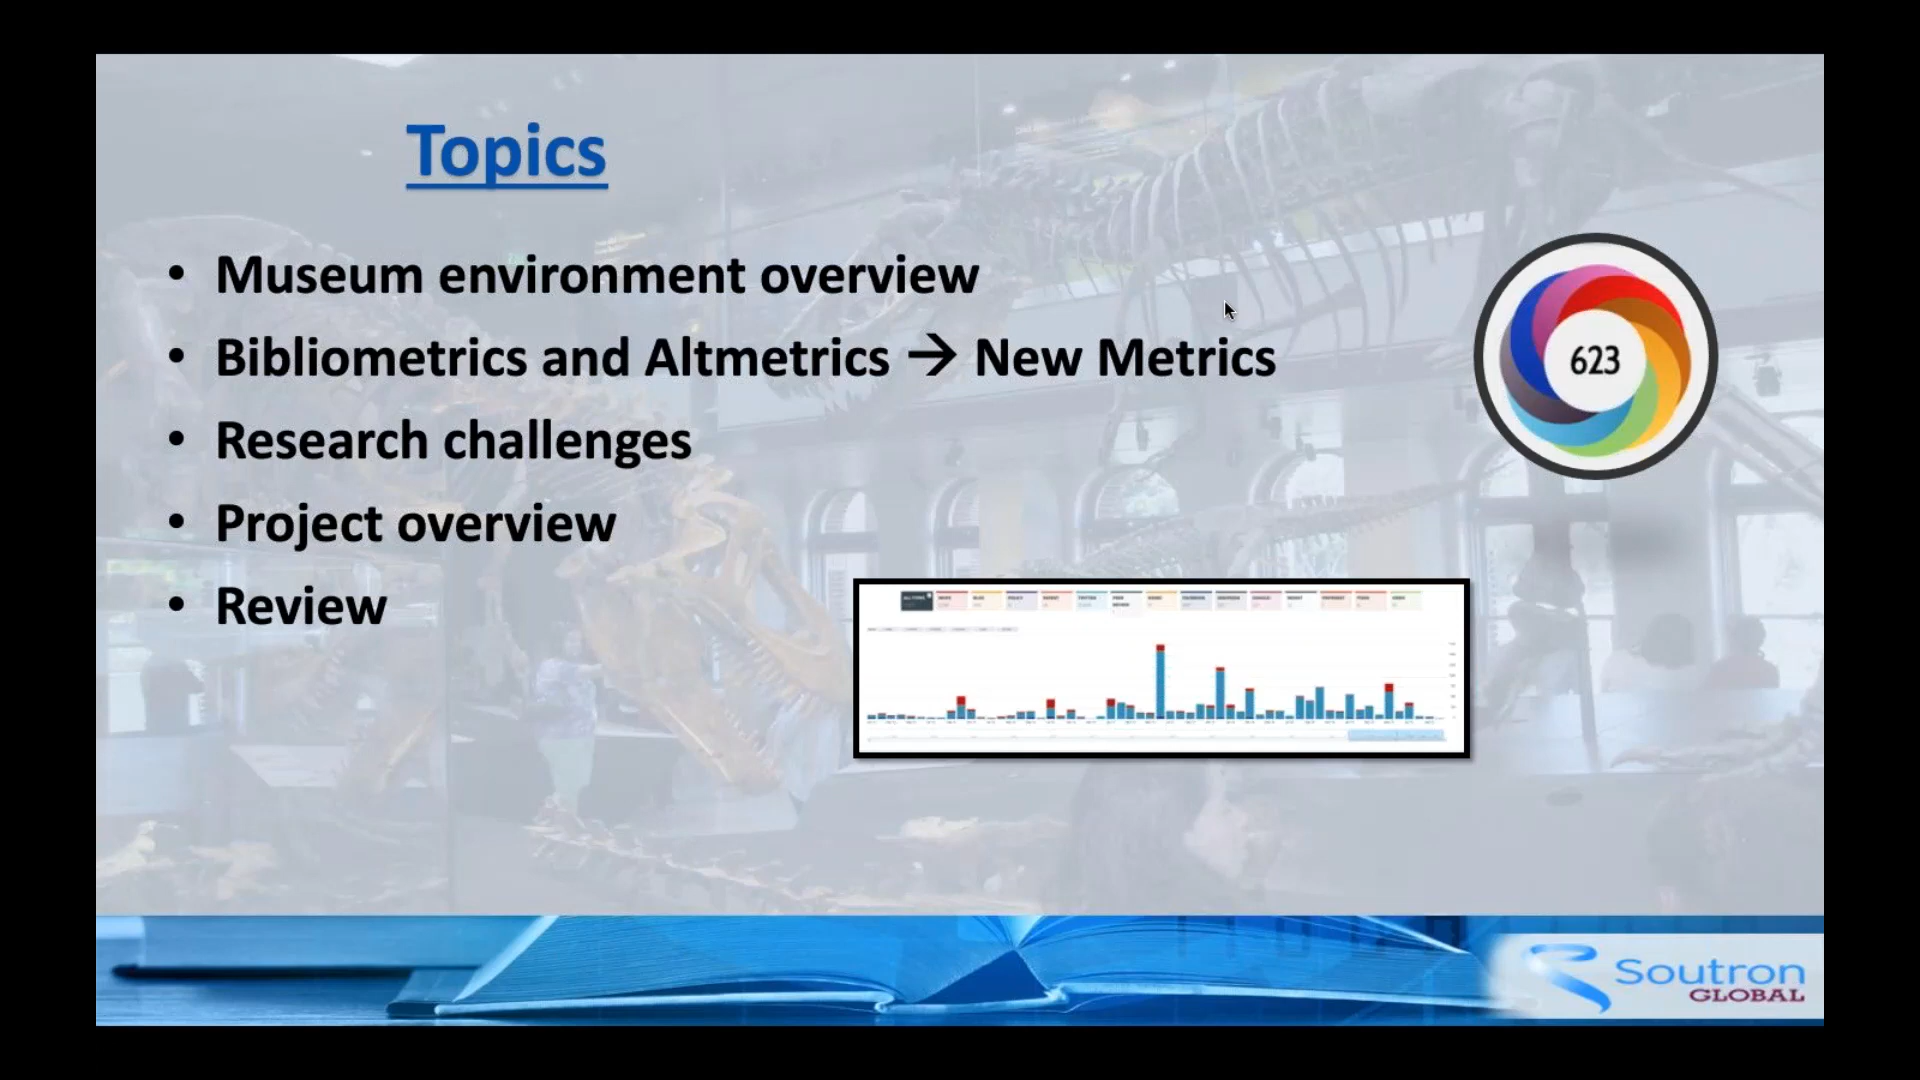 Topics
• Museum environment overview
• Bibliometrics and Altmetrics → New Metrics
• Research challenges
• Project overview
• Review
623
Soutron
GLOBAL